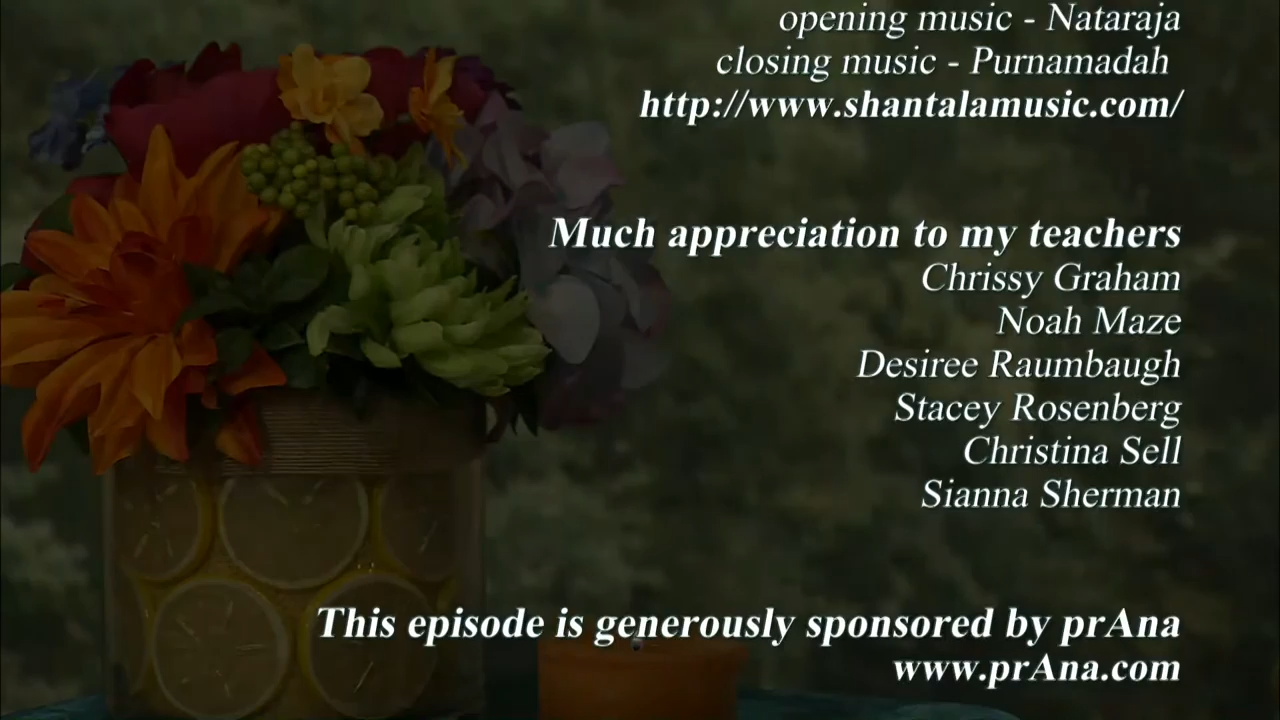 opening music - Nataraja
closing music - Purnamadah
http://www.shantalamusic.com/
Much appreciation to my teachers
Chrissy Graham
Noah Maze
Desiree Raumbaugh
Stacey Rosenberg
Christina Sell
Sianna Sherman
This episode is generously sponsored by prAna
www.prAna.com